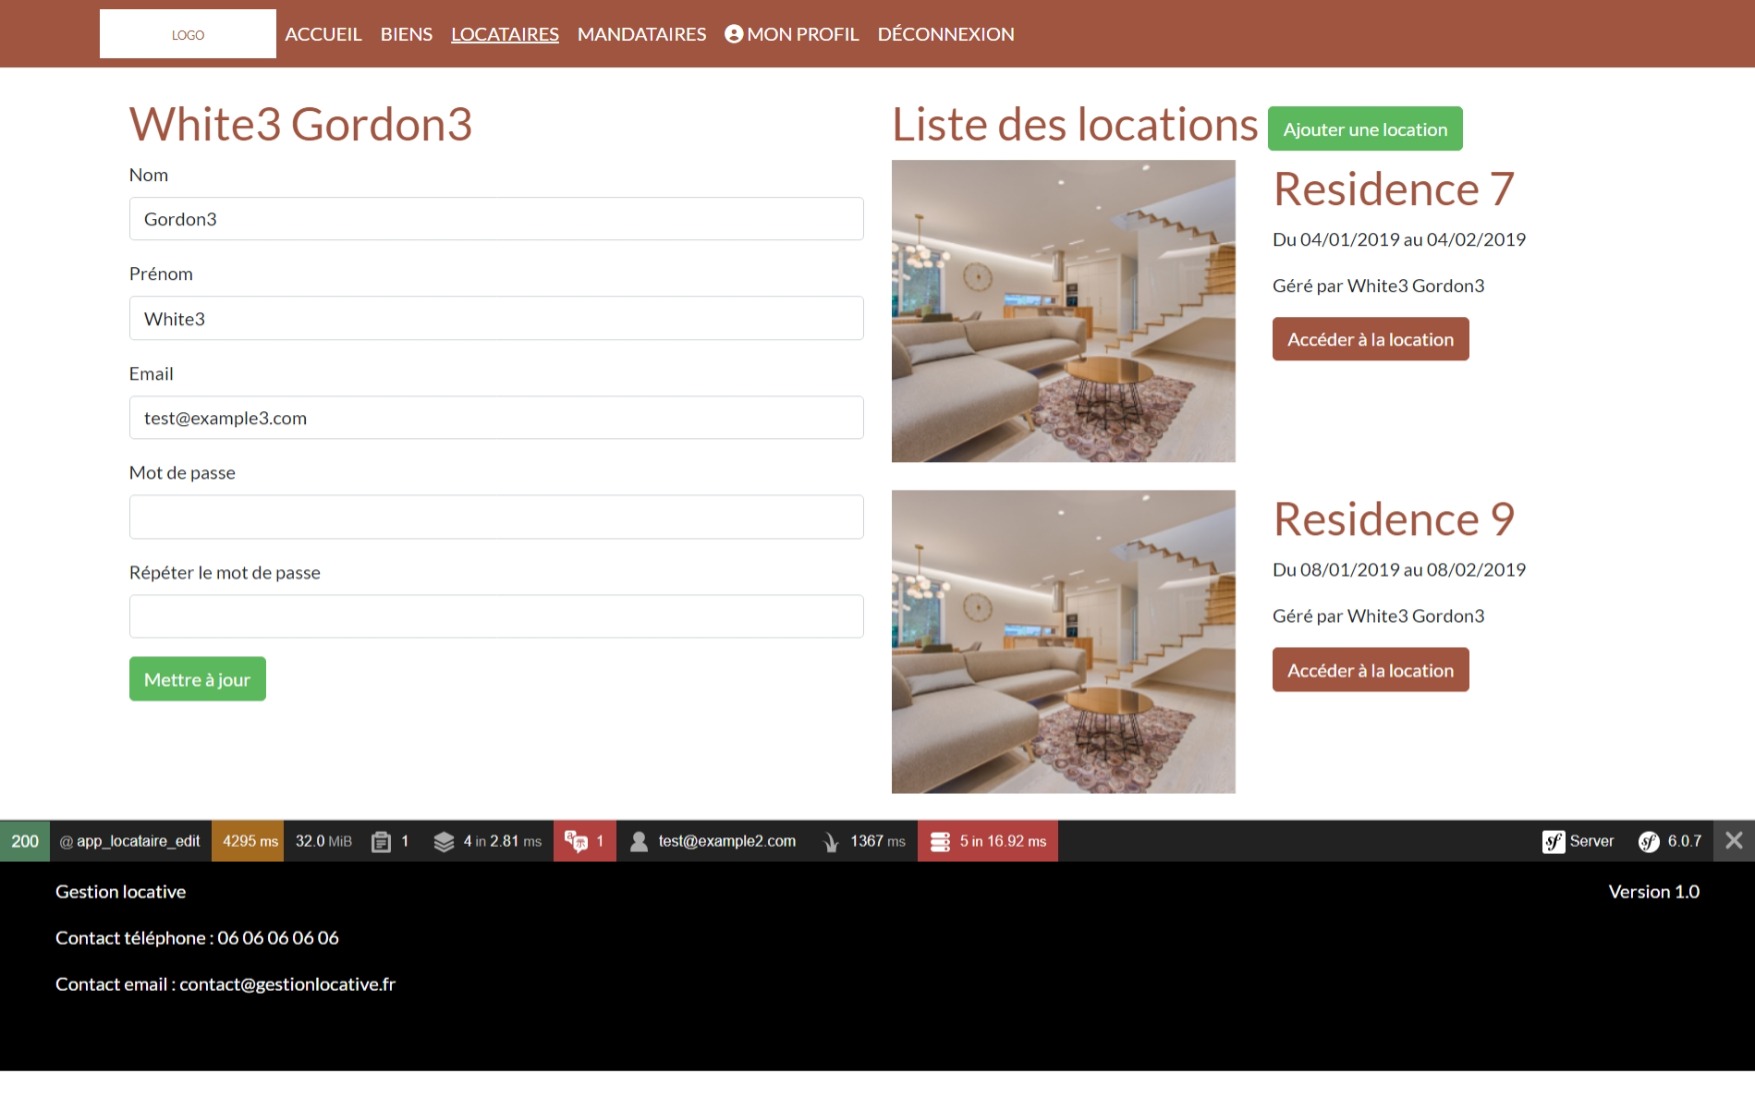 LOGO ACCUEIL BIENS LOCATAIRES MANDATAIRES MON PROFIL DÉCONNEXION
White3 Gordon3
Nom
Gordon3
Prénom
White3
Email
test@example3.com
Mot de passe
Répéter le mot de passe
Mettre à jour
Liste des locations Ajouter une location
Residence 7
Du 04/01/2019 au 04/02/2019
Géré par White3 Gordon3
Accéder à la location
Residence 9
Du 08/01/2019 au 08/02/2019
Géré par White3 Gordon3
Accéder à la location
200 @ app_locataire_edit 4295 ms 32.0 MiB 1 4 in 2.81 ms 1 test@example2.com 1367 ms 5 in 16.92 ms Server 6.0.7
Gestion locative Version 1.0
Contact téléphone : 06 06 06 06 06
Contact email : contact@gestionlocative.fr